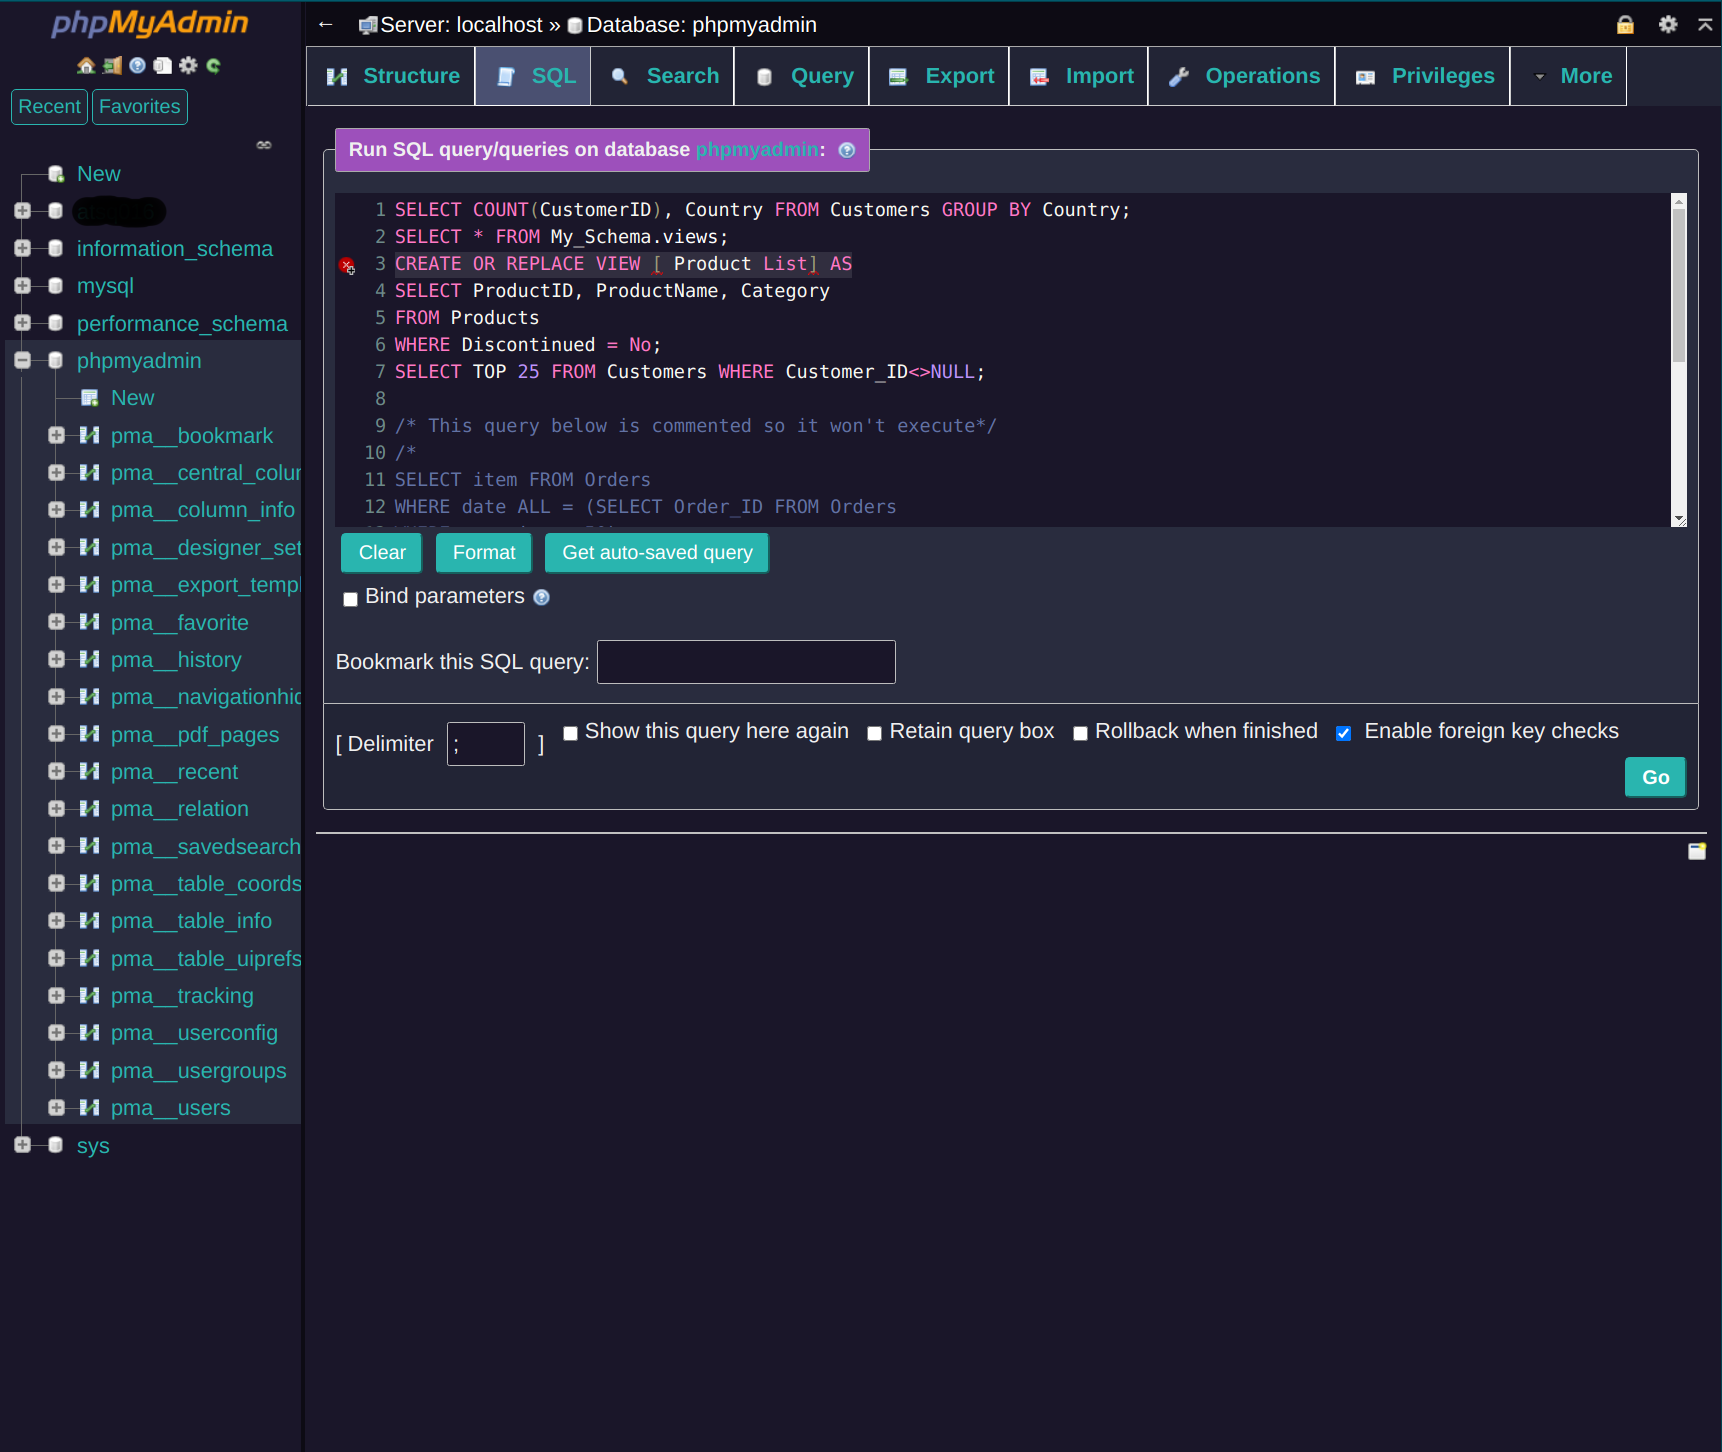 phpMyAdmin
Recent Favorites
New
information_schema
mysql
performance_schema
phpmyadmin
New
pma__bookmark
pma__central_colur
pma__column_info
pma__designer_set
pma__export_templ
pma__favorite
pma__history
pma__navigationhid
pma__pdf_pages
pma__recent
pma__relation
pma__savedsearch
pma__table_coords
pma__table_info
pma__table_uiprefs
pma__tracking
pma__userconfig
pma__usergroups
pma__users
sys
← Server: localhost » Database: phpmyadmin
Structure SQL Search Query Export Import Operations Privileges More
Run SQL query/queries on database phpmyadmin:
1 SELECT COUNT(CustomerID), Country FROM Customers GROUP BY Country;
2 SELECT * FROM My_Schema.views;
3 CREATE OR REPLACE VIEW [ Product List] AS
4 SELECT ProductID, ProductName, Category
5 FROM Products
6 WHERE Discontinued = No;
7 SELECT TOP 25 FROM Customers WHERE Customer_ID<>NULL;
8
9 /* This query below is commented so it won't execute*/
10 /*
11 SELECT item FROM Orders
12 WHERE date ALL = (SELECT Order_ID FROM Orders
Clear Format Get auto-saved query
Bind parameters
Bookmark this SQL query:
[ Delimiter ; ] Show this query here again Retain query box Rollback when finished Enable foreign key checks
Go